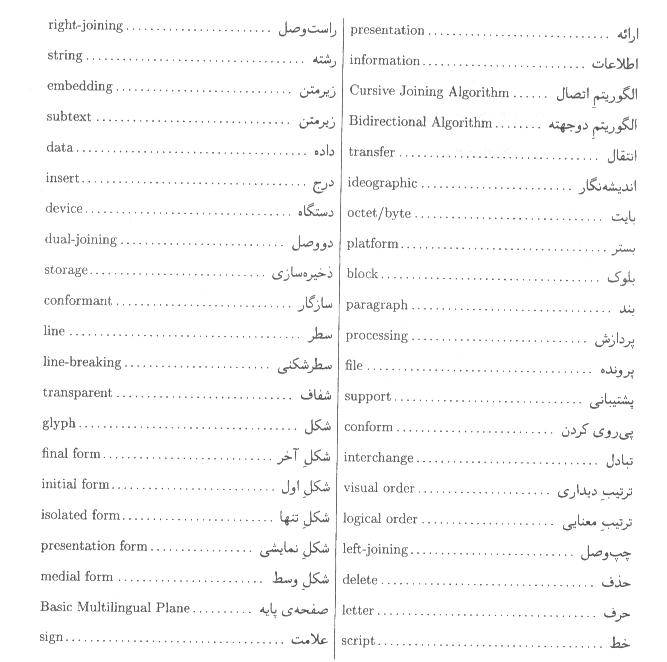 ارائه ........................ presentation
اطلاعات ...... information
الگوریتمِ اتصال ...... Cursive Joining Algorithm
الگوریتمِ دوجهته ........ Bidirectional Algorithm
انتقال ........................ transfer
اندیشه‌نگار ........................ ideographic
بایت ........................ octet/byte
بستر ........................ platform
بلوک ........................ block
بند ........................ paragraph
پردازش ........................ processing
پرونده ........................ file
پشتیبانی ........................ support
پی‌روی کردن ........................ conform
تبادل ........................ interchange
ترتیبِ دیداری ........................ visual order
ترتیبِ معنایی ........................ logical order
چپ‌وصل ........................ left-joining
حذف ........................ delete
حرف ........................ letter
خط ........................ script
راست‌وصل ........................ right-joining
رشته ........................ string
زیرمتن ........................ embedding
زیرمتن ........................ subtext
داده ........................ data
درج ........................ insert
دستگاه ........................ device
دووصل ........................ dual-joining
ذخیره‌سازی ........................ storage
سازگار ........................ conformant
سطر ........................ line
سطرشکنی ........................ line-breaking
شفاف ........................ transparent
شکل ........................ glyph
شکلِ آخر ........................ final form
شکلِ اول ........................ initial form
شکلِ تنها ........................ isolated form
شکلِ نمایشی ........................ presentation form
شکلِ وسط ........................ medial form
صفحه‌ی پایه .......... Basic Multilingual Plane
علامت ........................ sign